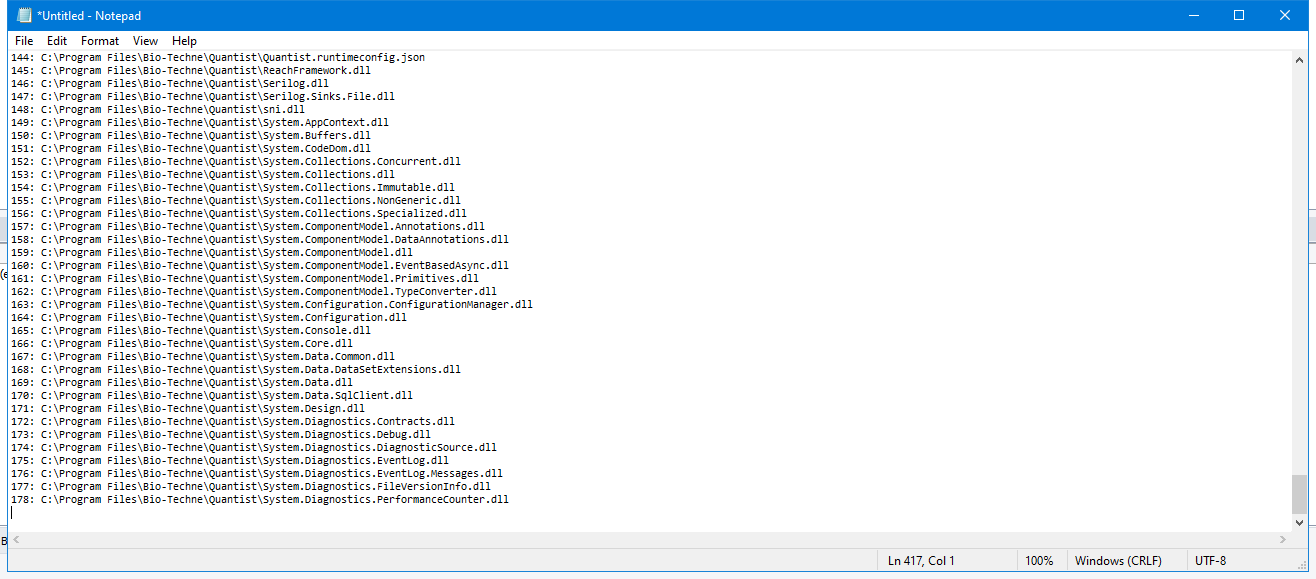 *Untitled - Notepad
File Edit Format View Help
144: C:\Program Files\Bio-Techne\Quantist\Quantist.runtimeconfig.json
145: C:\Program Files\Bio-Techne\Quantist\ReachFramework.dll
146: C:\Program Files\Bio-Techne\Quantist\Serilog.dll
147: C:\Program Files\Bio-Techne\Quantist\Serilog.Sinks.File.dll
148: C:\Program Files\Bio-Techne\Quantist\sni.dll
149: C:\Program Files\Bio-Techne\Quantist\System.AppContext.dll
150: C:\Program Files\Bio-Techne\Quantist\System.Buffers.dll
151: C:\Program Files\Bio-Techne\Quantist\System.CodeDom.dll
152: C:\Program Files\Bio-Techne\Quantist\System.Collections.Concurrent.dll
153: C:\Program Files\Bio-Techne\Quantist\System.Collections.dll
154: C:\Program Files\Bio-Techne\Quantist\System.Collections.Immutable.dll
155: C:\Program Files\Bio-Techne\Quantist\System.Collections.NonGeneric.dll
156: C:\Program Files\Bio-Techne\Quantist\System.Collections.Specialized.dll
157: C:\Program Files\Bio-Techne\Quantist\System.ComponentModel.Annotations.dll
158: C:\Program Files\Bio-Techne\Quantist\System.ComponentModel.DataAnnotations.dll
159: C:\Program Files\Bio-Techne\Quantist\System.ComponentModel.dll
160: C:\Program Files\Bio-Techne\Quantist\System.ComponentModel.EventBasedAsync.dll
161: C:\Program Files\Bio-Techne\Quantist\System.ComponentModel.Primitives.dll
162: C:\Program Files\Bio-Techne\Quantist\System.ComponentModel.TypeConverter.dll
163: C:\Program Files\Bio-Techne\Quantist\System.Configuration.ConfigurationManager.dll
164: C:\Program Files\Bio-Techne\Quantist\System.Configuration.dll
165: C:\Program Files\Bio-Techne\Quantist\System.Console.dll
166: C:\Program Files\Bio-Techne\Quantist\System.Core.dll
167: C:\Program Files\Bio-Techne\Quantist\System.Data.Common.dll
168: C:\Program Files\Bio-Techne\Quantist\System.Data.DataSetExtensions.dll
169: C:\Program Files\Bio-Techne\Quantist\System.Data.dll
170: C:\Program Files\Bio-Techne\Quantist\System.Data.SqlClient.dll
171: C:\Program Files\Bio-Techne\Quantist\System.Design.dll
172: C:\Program Files\Bio-Techne\Quantist\System.Diagnostics.Contracts.dll
173: C:\Program Files\Bio-Techne\Quantist\System.Diagnostics.Debug.dll
174: C:\Program Files\Bio-Techne\Quantist\System.Diagnostics.DiagnosticSource.dll
175: C:\Program Files\Bio-Techne\Quantist\System.Diagnostics.EventLog.dll
176: C:\Program Files\Bio-Techne\Quantist\System.Diagnostics.EventLog.Messages.dll
177: C:\Program Files\Bio-Techne\Quantist\System.Diagnostics.FileVersionInfo.dll
178: C:\Program Files\Bio-Techne\Quantist\System.Diagnostics.PerformanceCounter.dll
Ln 417, Col 1 100% Windows (CRLF) UTF-8